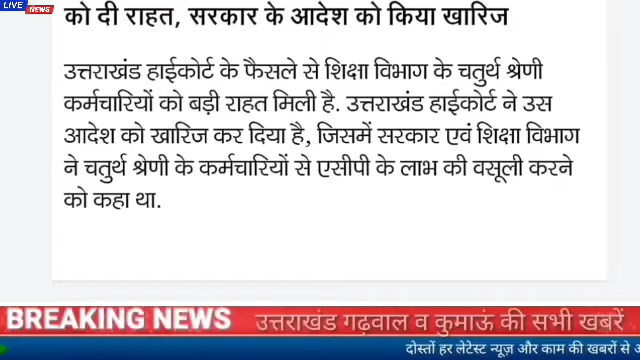 LIVE NEWS
को दी राहत, सरकार के आदेश को किया खारिज
उत्तराखंड हाईकोर्ट के फैसले से शिक्षा विभाग के चतुर्थ श्रेणी
कर्मचारियों को बड़ी राहत मिली है. उत्तराखंड हाईकोर्ट ने उस
आदेश को खारिज कर दिया है, जिसमें सरकार एवं शिक्षा विभाग
ने चतुर्थ श्रेणी के कर्मचारियों से एसीपी के लाभ की वसूली करने
को कहा था.
BREAKING NEWS उत्तराखंड गढ़वाल व कुमाऊं की सभी खबरें
दोस्तों हर लेटेस्ट न्यूज़ और काम की खबरों से